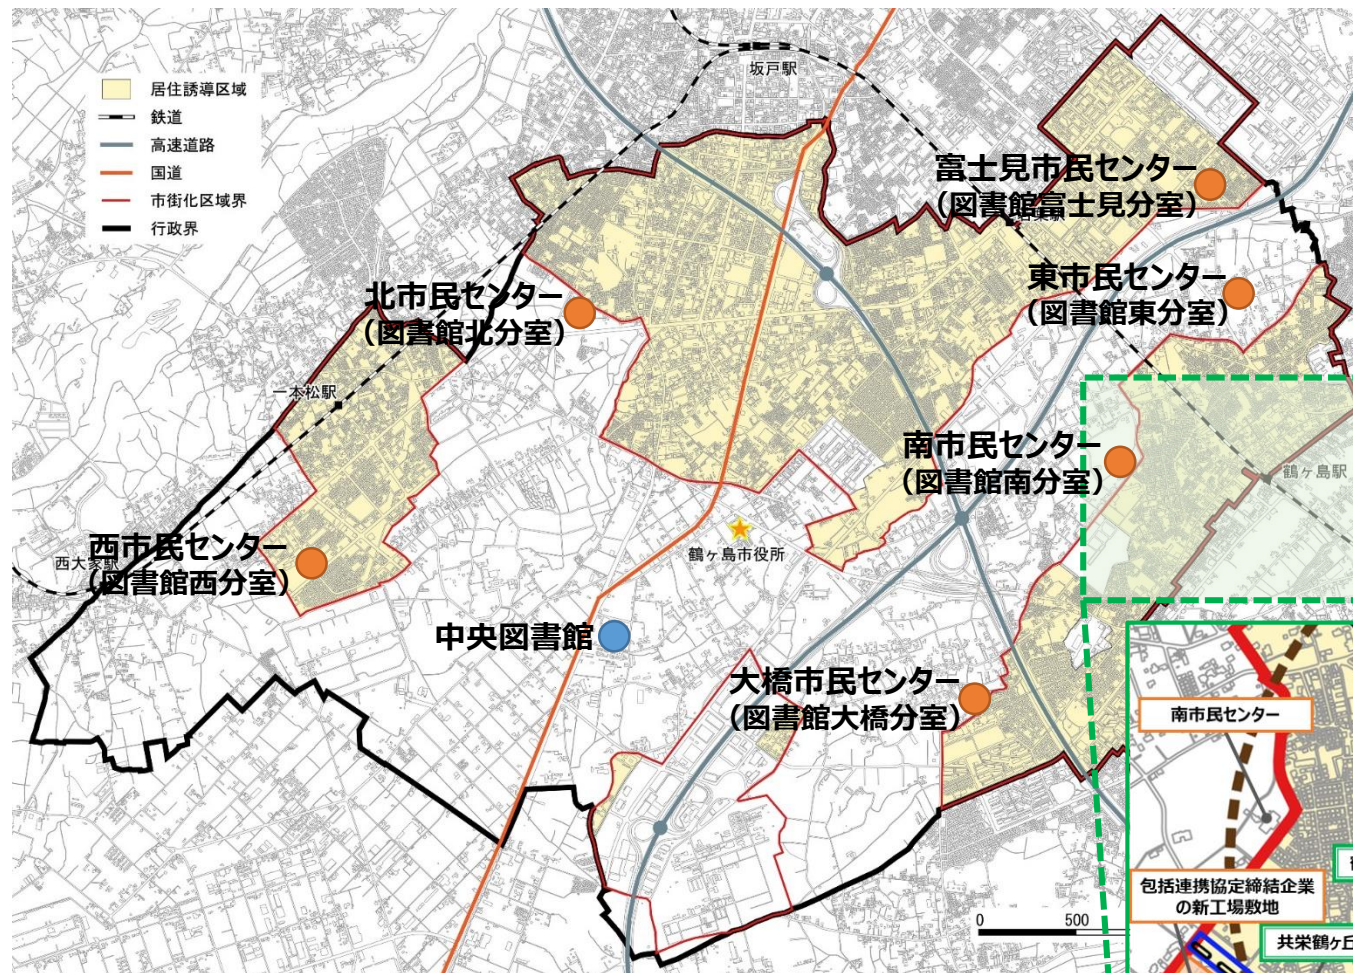 坂戸駅
居住誘導区域
鉄道
高速道路
国道
市街化区域界
行政界
富士見市民センター
（図書館富士見分室）
東市民センター
（図書館東分室）
北市民センター
（図書館北分室）
一本松駅
南市民センター
（図書館南分室）
鶴ヶ島駅
鶴ヶ島市役所
西市民センター
（図書館西分室）
西大家駅
中央図書館
大橋市民センター
（図書館大橋分室）
南市民センター
包括連携協定締結企業
の新工場敷地
共栄鶴ヶ丘
0 500